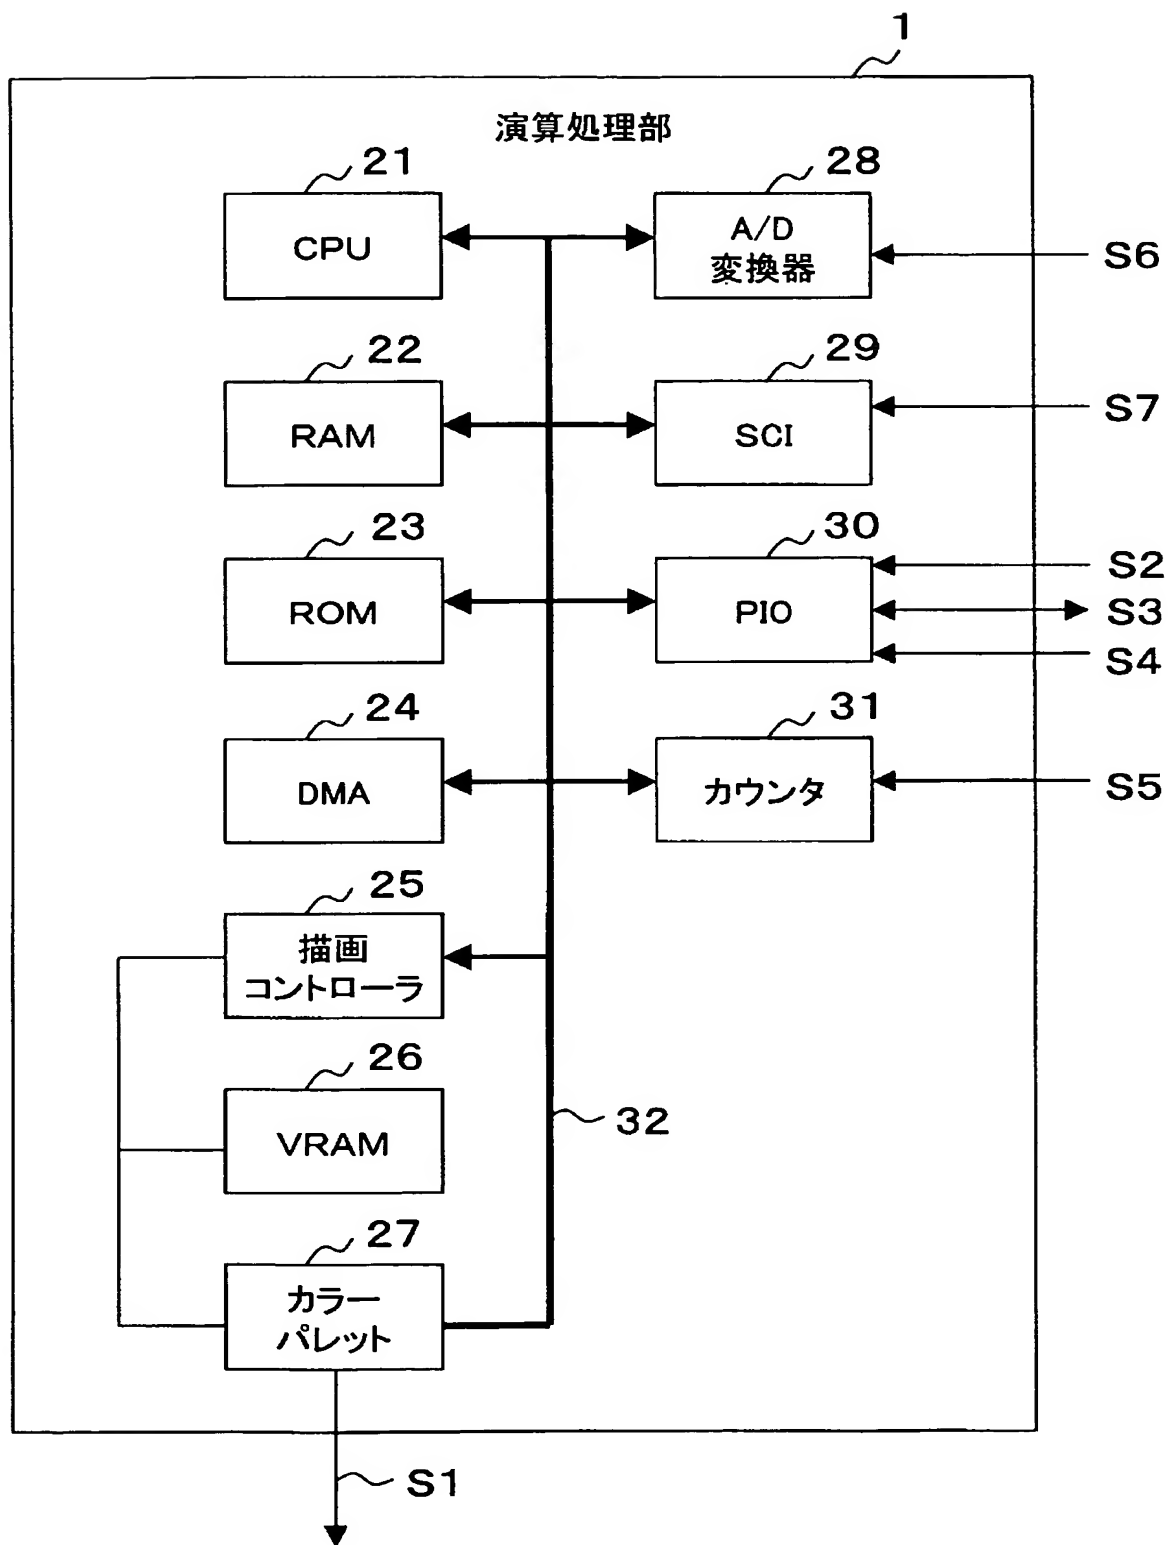 1
演算処理部
21
CPU
28
A/D
変換器
S6
22
RAM
29
SCI
S7
23
ROM
30
PIO
S2
S3
S4
24
DMA
31
カウンタ
S5
25
描画
コントローラ
26
VRAM
32
27
カラー
パレット
S1